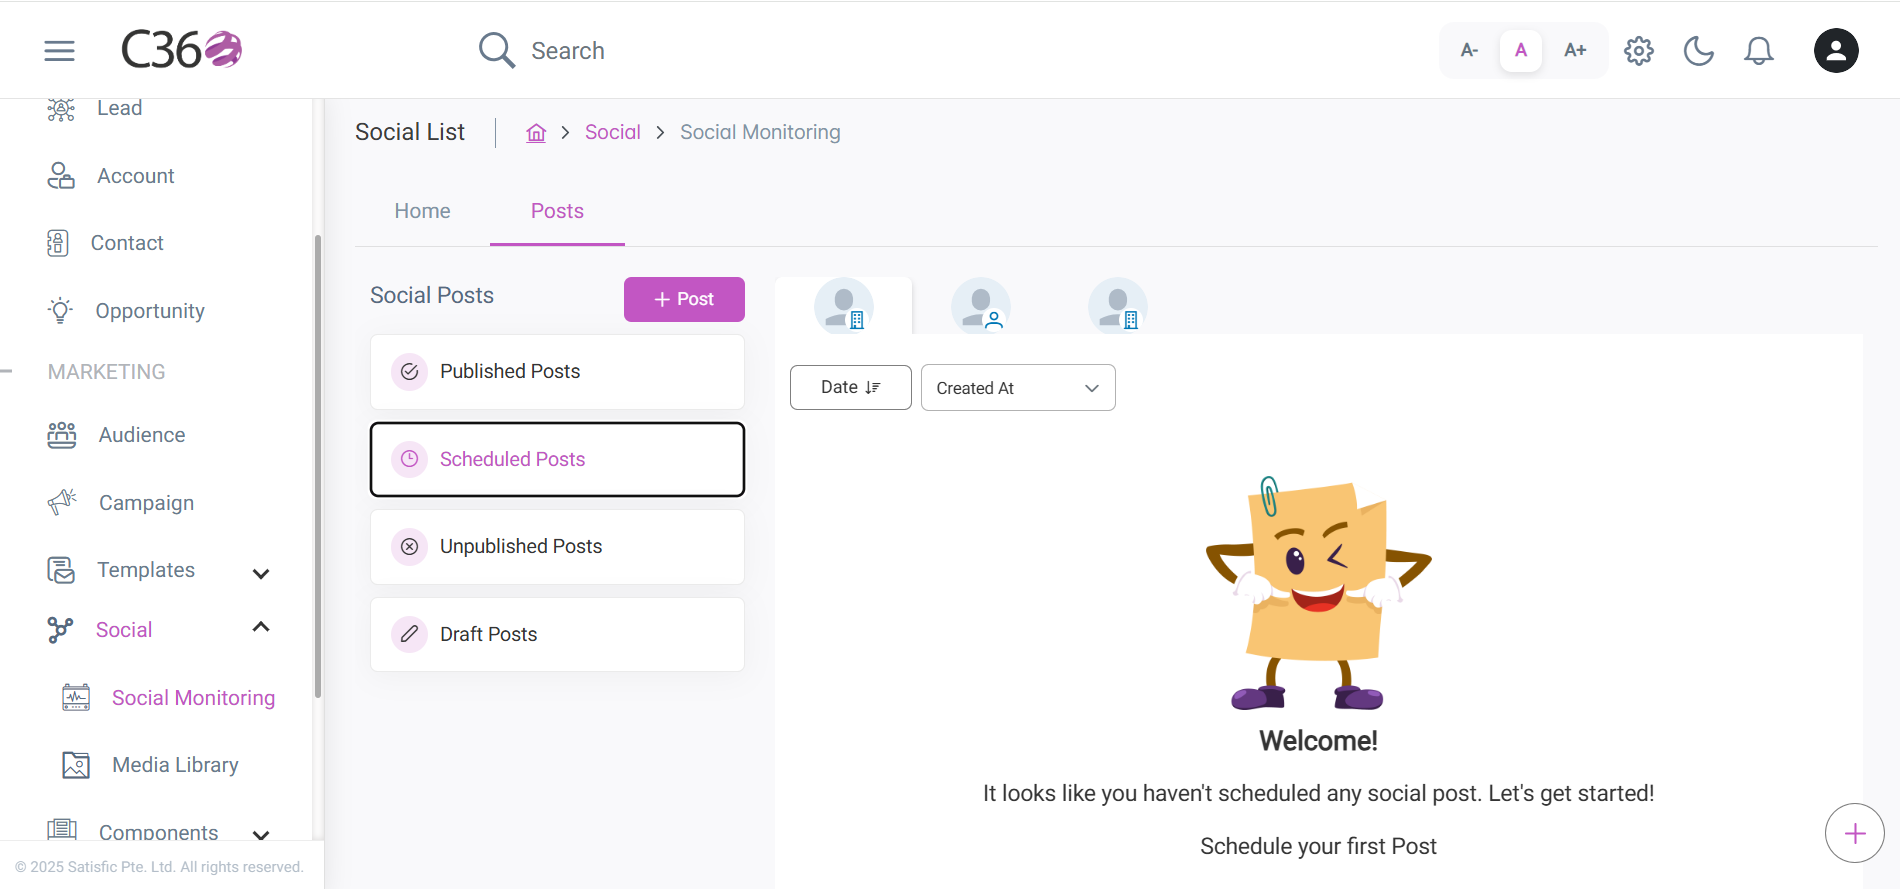 C360
Search
A- A A+
Lead
Account
Contact
Opportunity
MARKETING
Audience
Campaign
Templates
Social
Social Monitoring
Media Library
Components
© 2025 Satisfic Pte. Ltd. All rights reserved.
Social List
Social > Social Monitoring
Home Posts
Social Posts
+ Post
Published Posts
Scheduled Posts
Unpublished Posts
Draft Posts
Date Created At
Welcome!
It looks like you haven't scheduled any social post. Let's get started!
Schedule your first Post